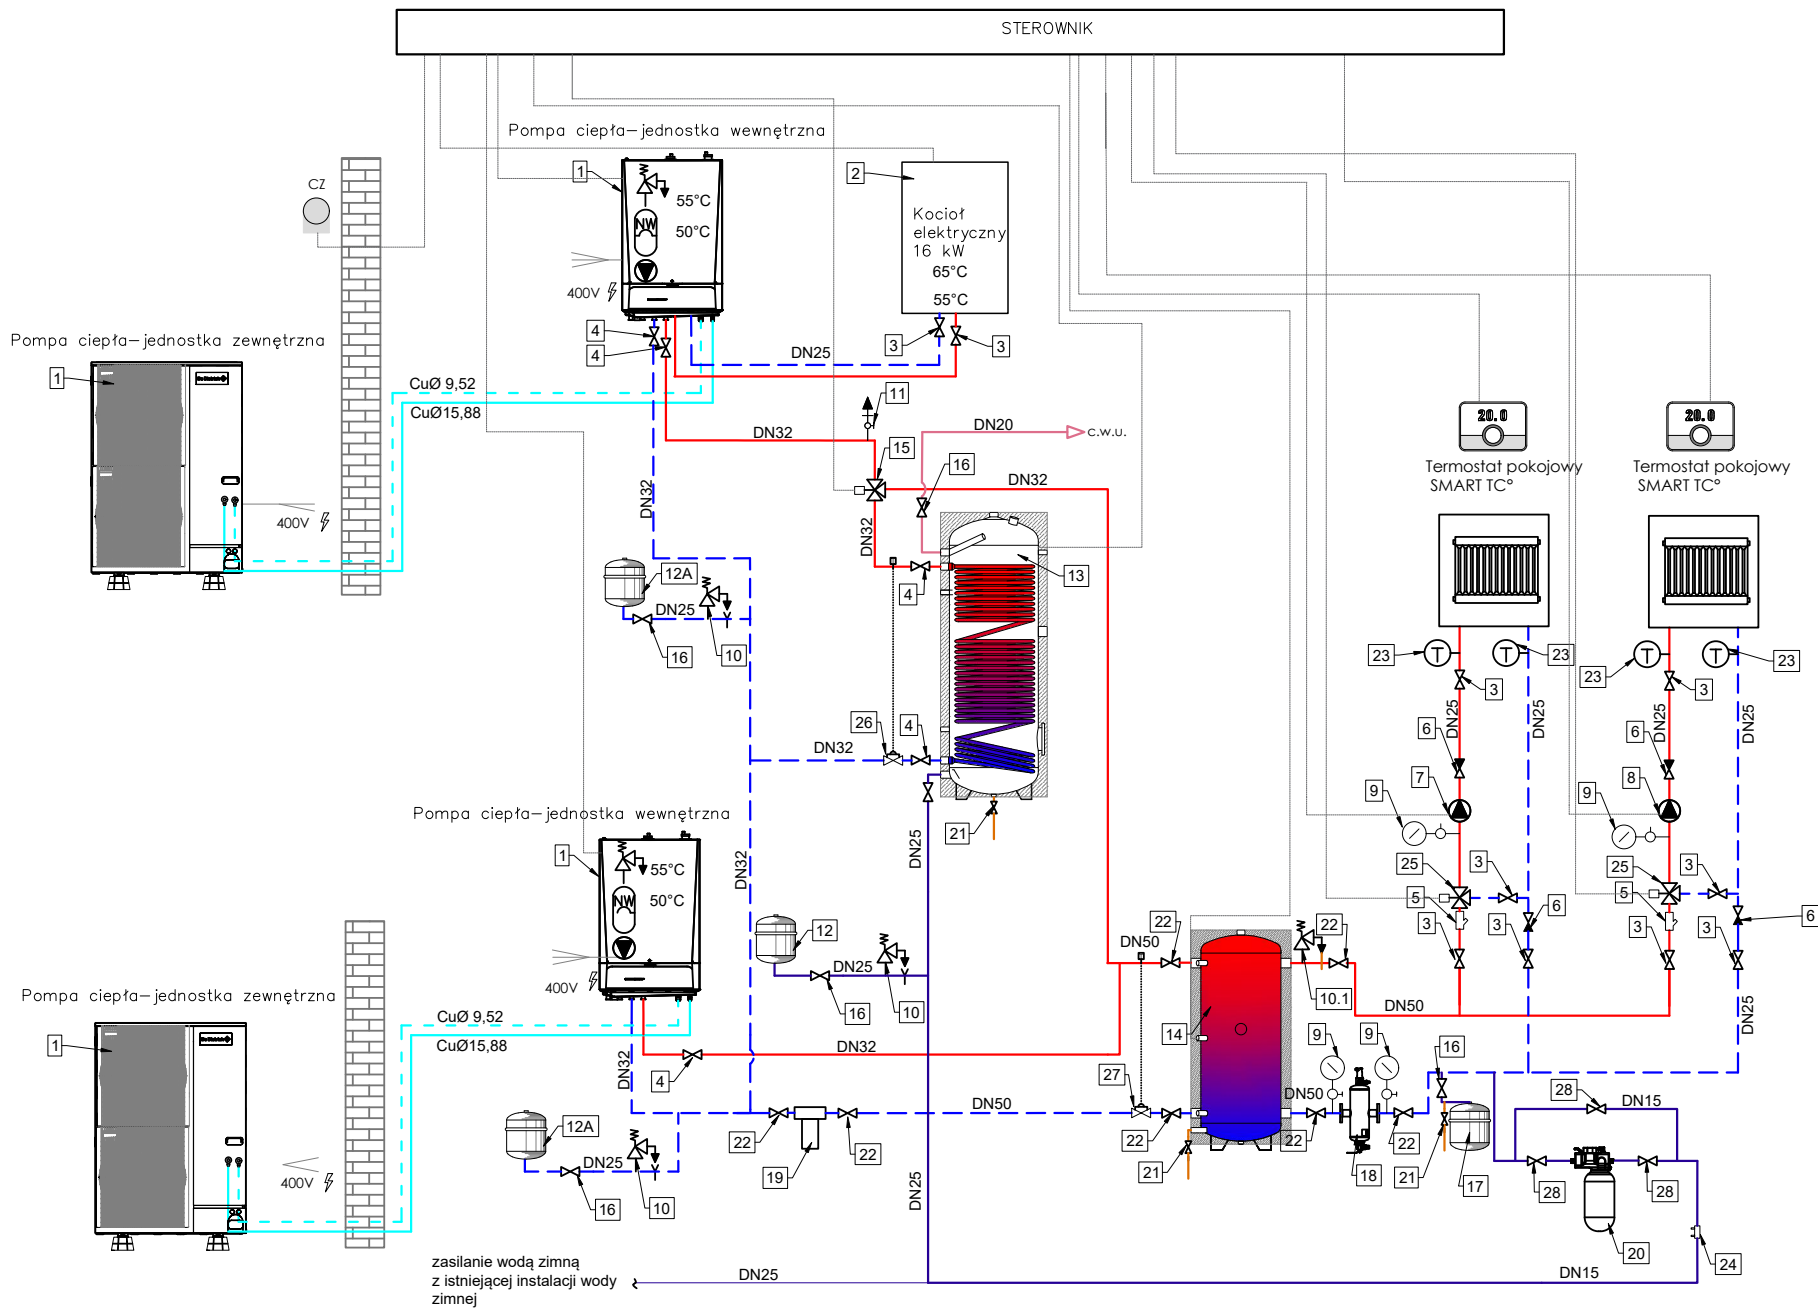 STEROWNIK
Pompa ciepła–jednostka wewnętrzna
CZ
1
2
NW
55°C
50°C
Kocioł
elektryczny
16 kW
65°C
55°C
400V
4
4
3
3
DN25
Pompa ciepła–jednostka zewnętrzna
1
CuØ 9,52
CuØ15,88
400V
11
DN32
15
DN20
c.w.u.
16
DN32
DN32
DN32
20.0
20.0
Termostat pokojowy
SMART TC°
Termostat pokojowy
SMART TC°
12A
DN25
16
10
4
13
23
23
23
23
3
3
DN25
DN25
DN25
DN25
26
4
DN32
6
6
7
8
9
9
21
DN25
DN32
Pompa ciepła–jednostka wewnętrzna
1
NW
55°C
50°C
400V
25
3
25
3
5
5
6
6
3
3
3
3
12
DN25
16
10
DN50
22
22
10.1
14
DN50
DN25
Pompa ciepła–jednostka zewnętrzna
1
CuØ 9,52
CuØ15,88
400V
DN32
4
DN32
9
9
16
27
DN50
DN50
28
DN15
12A
DN25
16
10
22
22
19
22
21
22
22
18
21
17
28
28
20
24
DN25
zasilanie wodą zimną
z istniejącej instalacji wody
zimnej
DN25
DN15